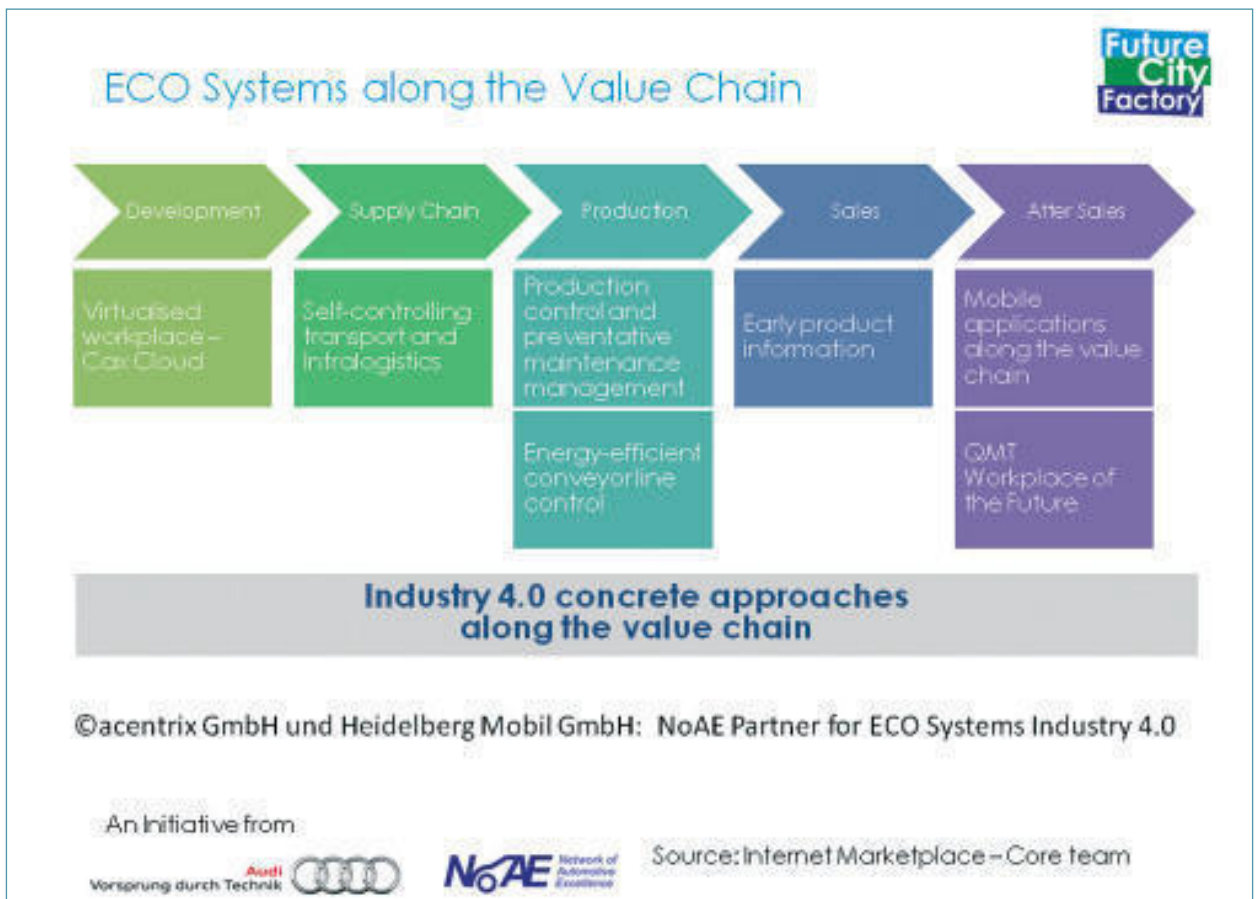 Future
City
Factory
ECO Systems along the Value Chain
Development
Supply Chain
Production
Sales
After Sales
Virtualised
workplace –
Cax Cloud
Self-controlling
transport and
Intralogistics
Production
control and
preventative
maintenance
management
Early product
information
Mobile
applications
along the value
chain
Energy-efficient
conveyorline
control
QMT
Workplace of
the Future
Industry 4.0 concrete approaches
along the value chain
©acentrix GmbH und Heidelberg Mobil GmbH: NoAE Partner for ECO Systems Industry 4.0
An Initiative from
Audi
Vorsprung durch Technik
NoAE
Network of
Automotive
Excellence
Source: Internet Marketplace – Core team